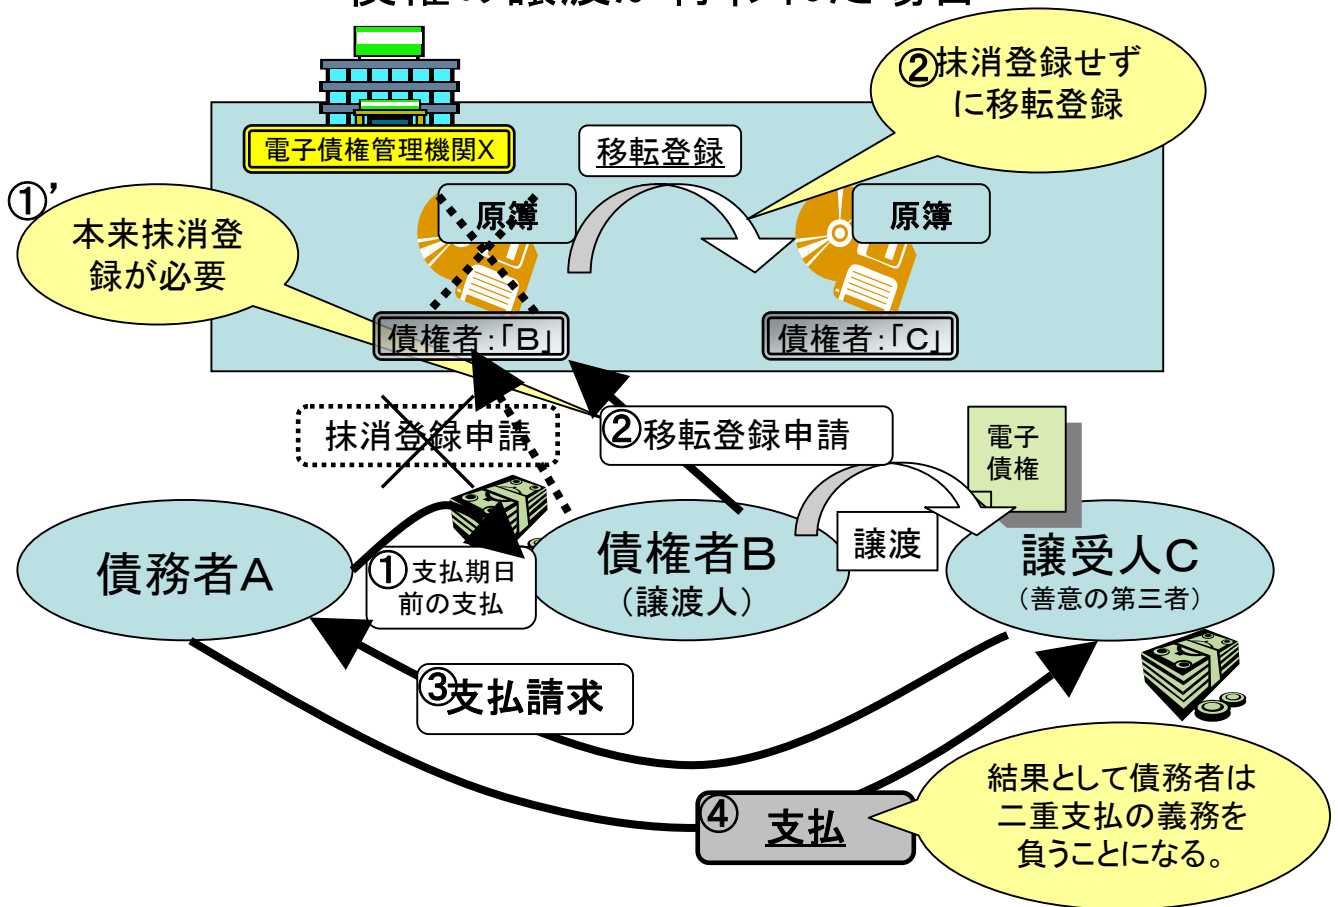 ②抹消登録せず
に移転登録
電子債権管理機関X
移転登録
①’
本来抹消登
録が必要
原簿
原簿
債権者:「B」
債権者:「C」
抹消登録申請
②移転登録申請
電子
債権
譲渡
債務者A
①支払期日
前の支払
債権者B
(譲渡人)
譲受人C
(善意の第三者)
③支払請求
④支払
結果として債務者は
二重支払の義務を
負うことになる。